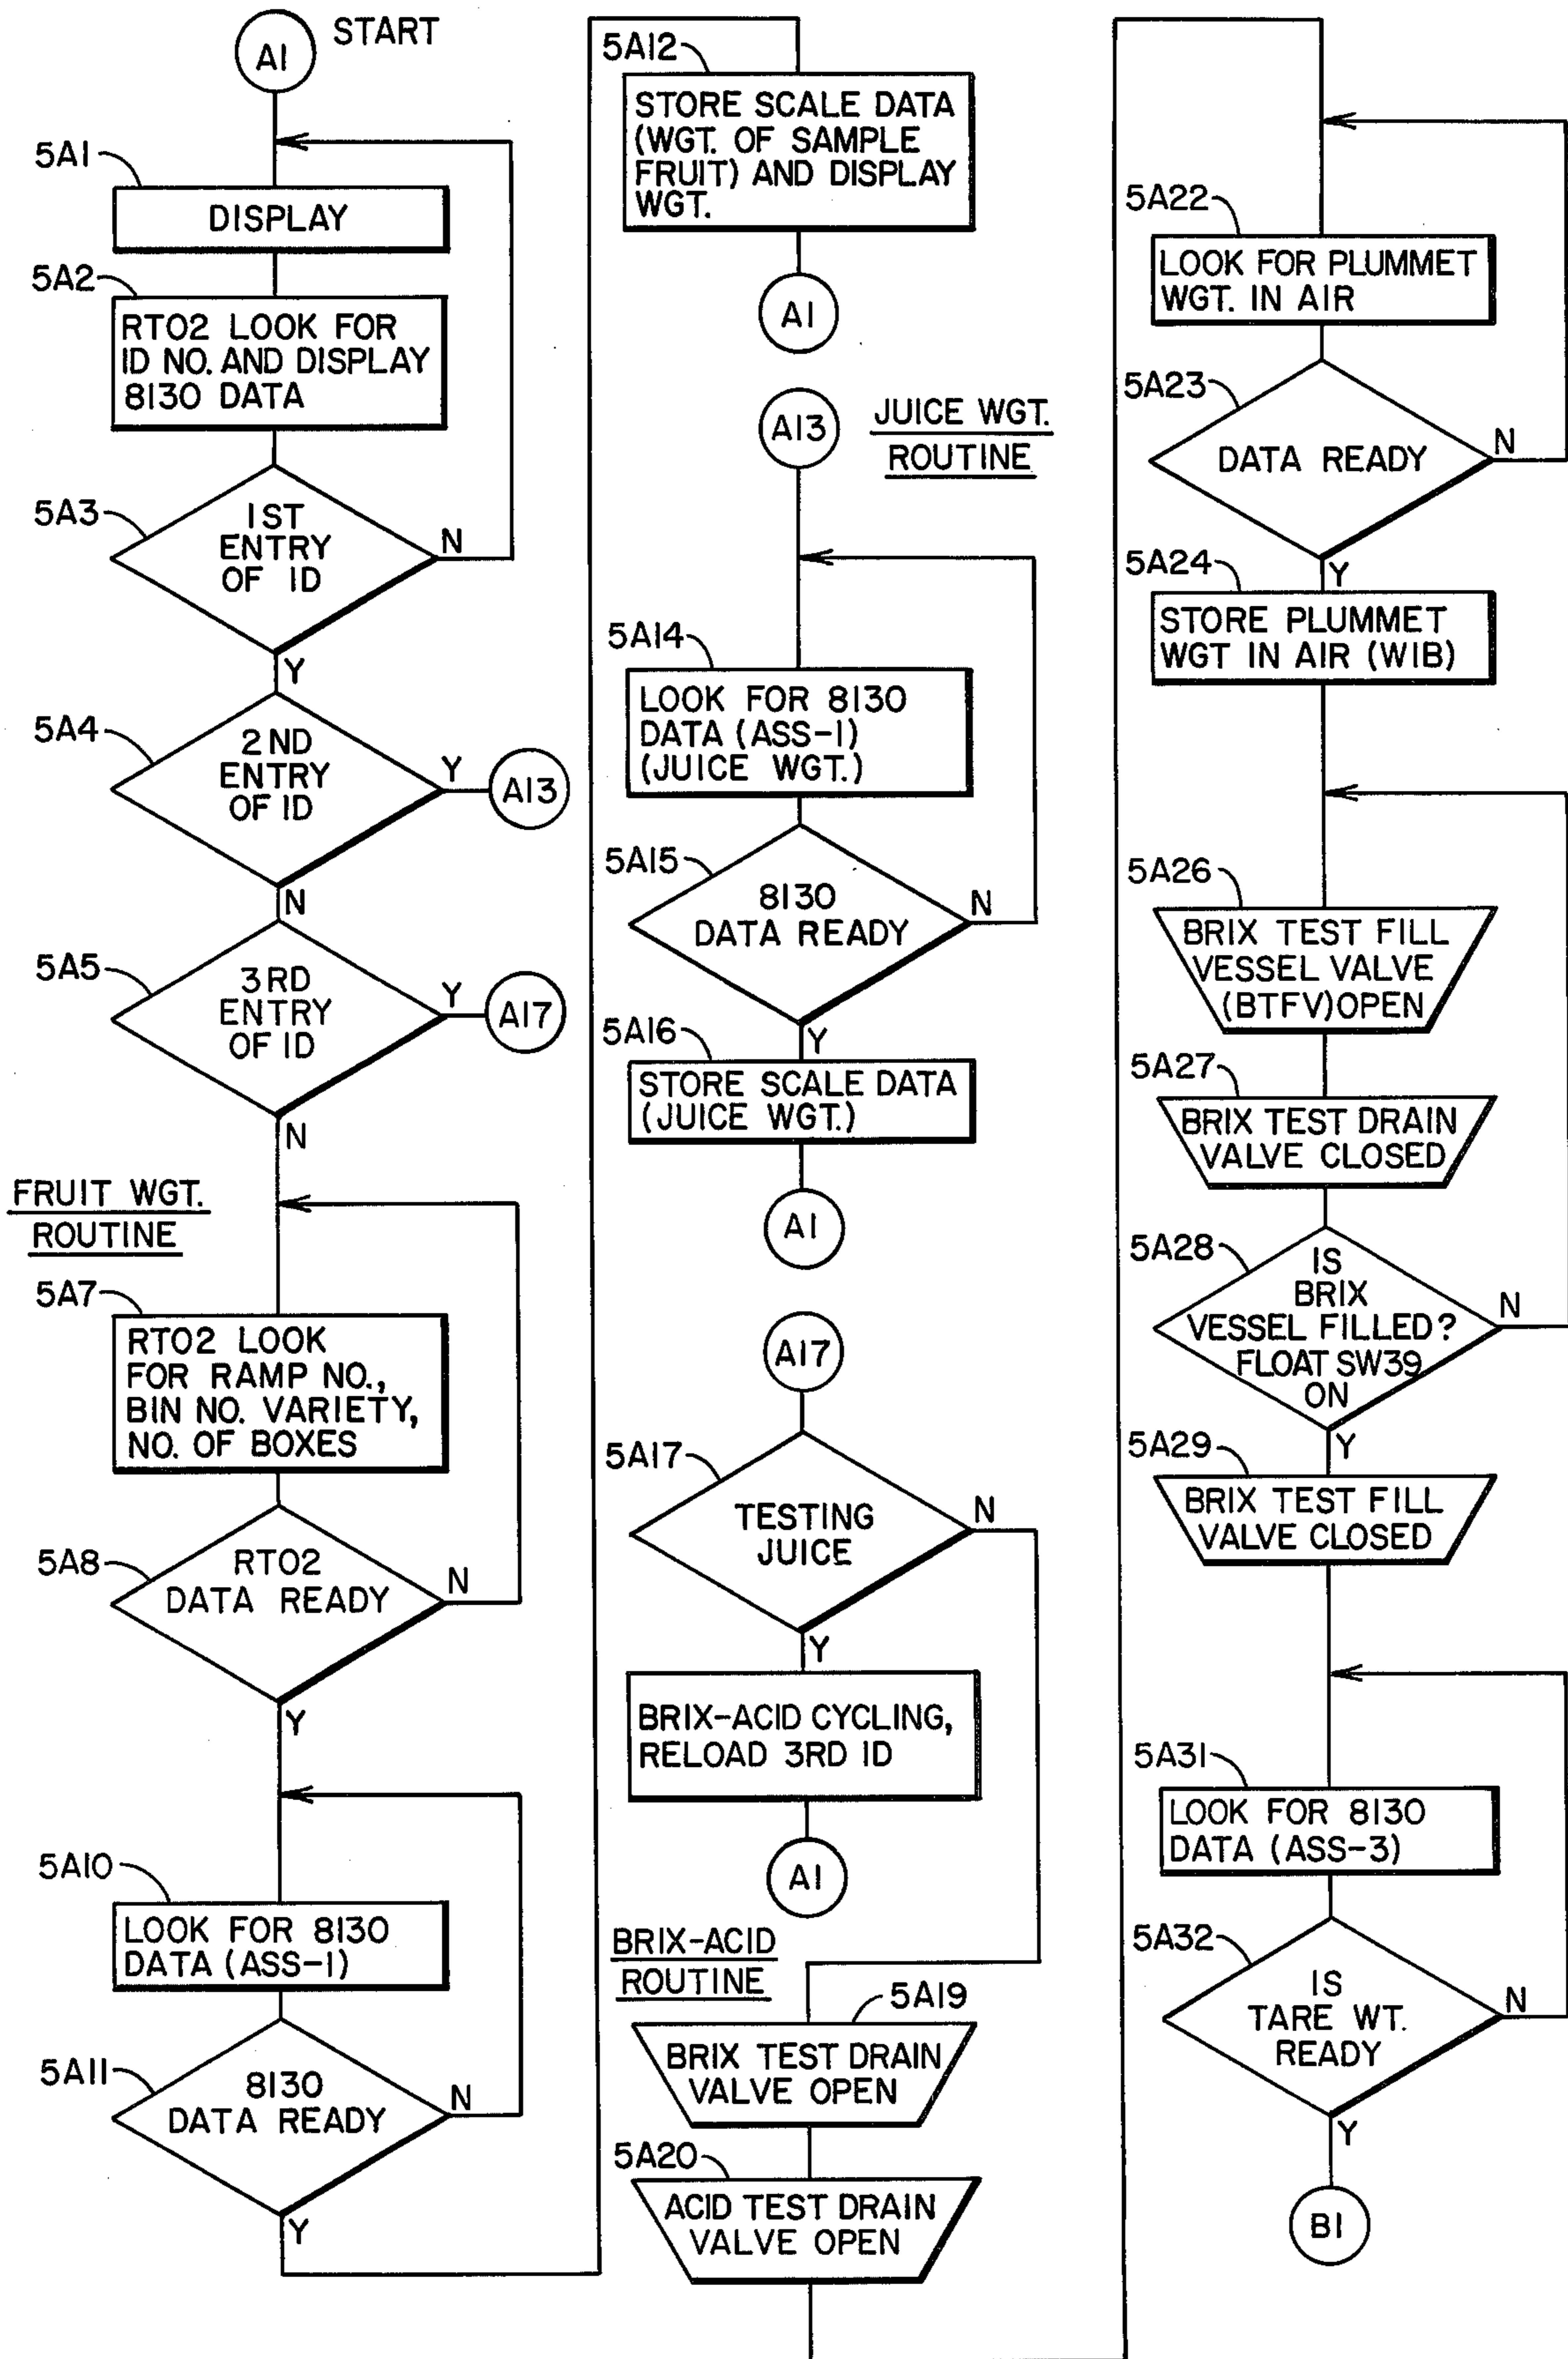 A1
START
5A1
DISPLAY
5A2
RTO2 LOOK FOR
ID NO. AND DISPLAY
8130 DATA
5A3
1ST
ENTRY
OF ID
N
Y
5A4
2ND
ENTRY
OF ID
Y
A13
N
5A5
3RD
ENTRY
OF ID
Y
A17
N
FRUIT WGT.
ROUTINE
5A7
RTO2 LOOK
FOR RAMP NO.,
BIN NO. VARIETY,
NO. OF BOXES
5A8
RTO2
DATA READY
N
Y
5A10
LOOK FOR 8130
DATA (ASS-1)
5A11
8130
DATA READY
N
Y
5A12
STORE SCALE DATA
(WGT. OF SAMPLE
FRUIT) AND DISPLAY
WGT.
A1
A13
JUICE WGT.
ROUTINE
5A14
LOOK FOR 8130
DATA (ASS-1)
(JUICE WGT.)
5A15
8130
DATA READY
N
Y
5A16
STORE SCALE DATA
(JUICE WGT.)
A1
A17
5A17
TESTING
JUICE
N
Y
BRIX-ACID CYCLING,
RELOAD 3RD ID
A1
BRIX-ACID
ROUTINE
5A19
BRIX TEST DRAIN
VALVE OPEN
5A20
ACID TEST DRAIN
VALVE OPEN
5A22
LOOK FOR PLUMMET
WGT. IN AIR
5A23
DATA READY
N
Y
5A24
STORE PLUMMET
WGT IN AIR (WIB)
5A26
BRIX TEST FILL
VESSEL VALVE
(BTFV) OPEN
5A27
BRIX TEST DRAIN
VALVE CLOSED
5A28
IS
BRIX
VESSEL FILLED?
FLOAT SW39
ON
N
Y
5A29
BRIX TEST FILL
VALVE CLOSED
5A31
LOOK FOR 8130
DATA (ASS-3)
5A32
IS
TARE WT.
READY
N
Y
B1